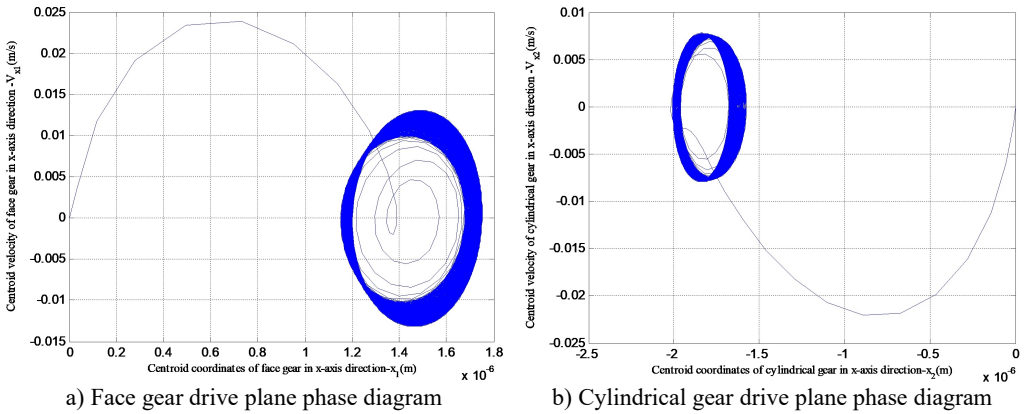 0.025
0.02
0.015
0.01
0.005
0
-0.005
-0.01
-0.015
Centroid velocity of face gear in x-axis direction -Vx1(m/s)
0 0.2 0.4 0.6 0.8 1 1.2 1.4 1.6 1.8
Centroid coordinates of face gear in x-axis direction-x1(m)
x 10-6
a) Face gear drive plane phase diagram
0.01
0.005
0
-0.005
-0.01
-0.015
-0.02
-0.025
Centroid velocity of cylindrical gear in x-axis direction -Vx2(m/s)
-2.5 -2 -1.5 -1 -0.5 0
Centroid coordinates of cylindrical gear in x-axis direction-x2(m)
x 10-6
b) Cylindrical gear drive plane phase diagram